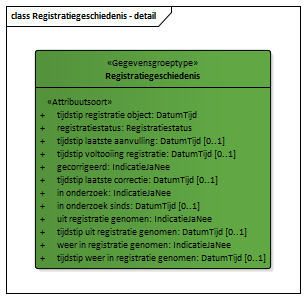 class Registratiegeschiedenis - detail
«Gegevensgroeptype»
Registratiegeschiedenis
«Attribuutsoort»
+ tijdstip registratie object: DatumTijd
+ registratiestatus: Registratiestatus
+ tijdstip laatste aanvulling: DatumTijd [0..1]
+ tijdstip voltooiing registratie: DatumTijd [0..1]
+ gecorrigeerd: IndicatieJaNee
+ tijdstip laatste correctie: DatumTijd [0..1]
+ in onderzoek: IndicatieJaNee
+ in onderzoek sinds: DatumTijd [0..1]
+ uit registratie genomen: IndicatieJaNee
+ tijdstip uit registratie genomen: DatumTijd [0..1]
+ weer in registratie genomen: IndicatieJaNee
+ tijdstip weer in registratie genomen: DatumTijd [0..1]